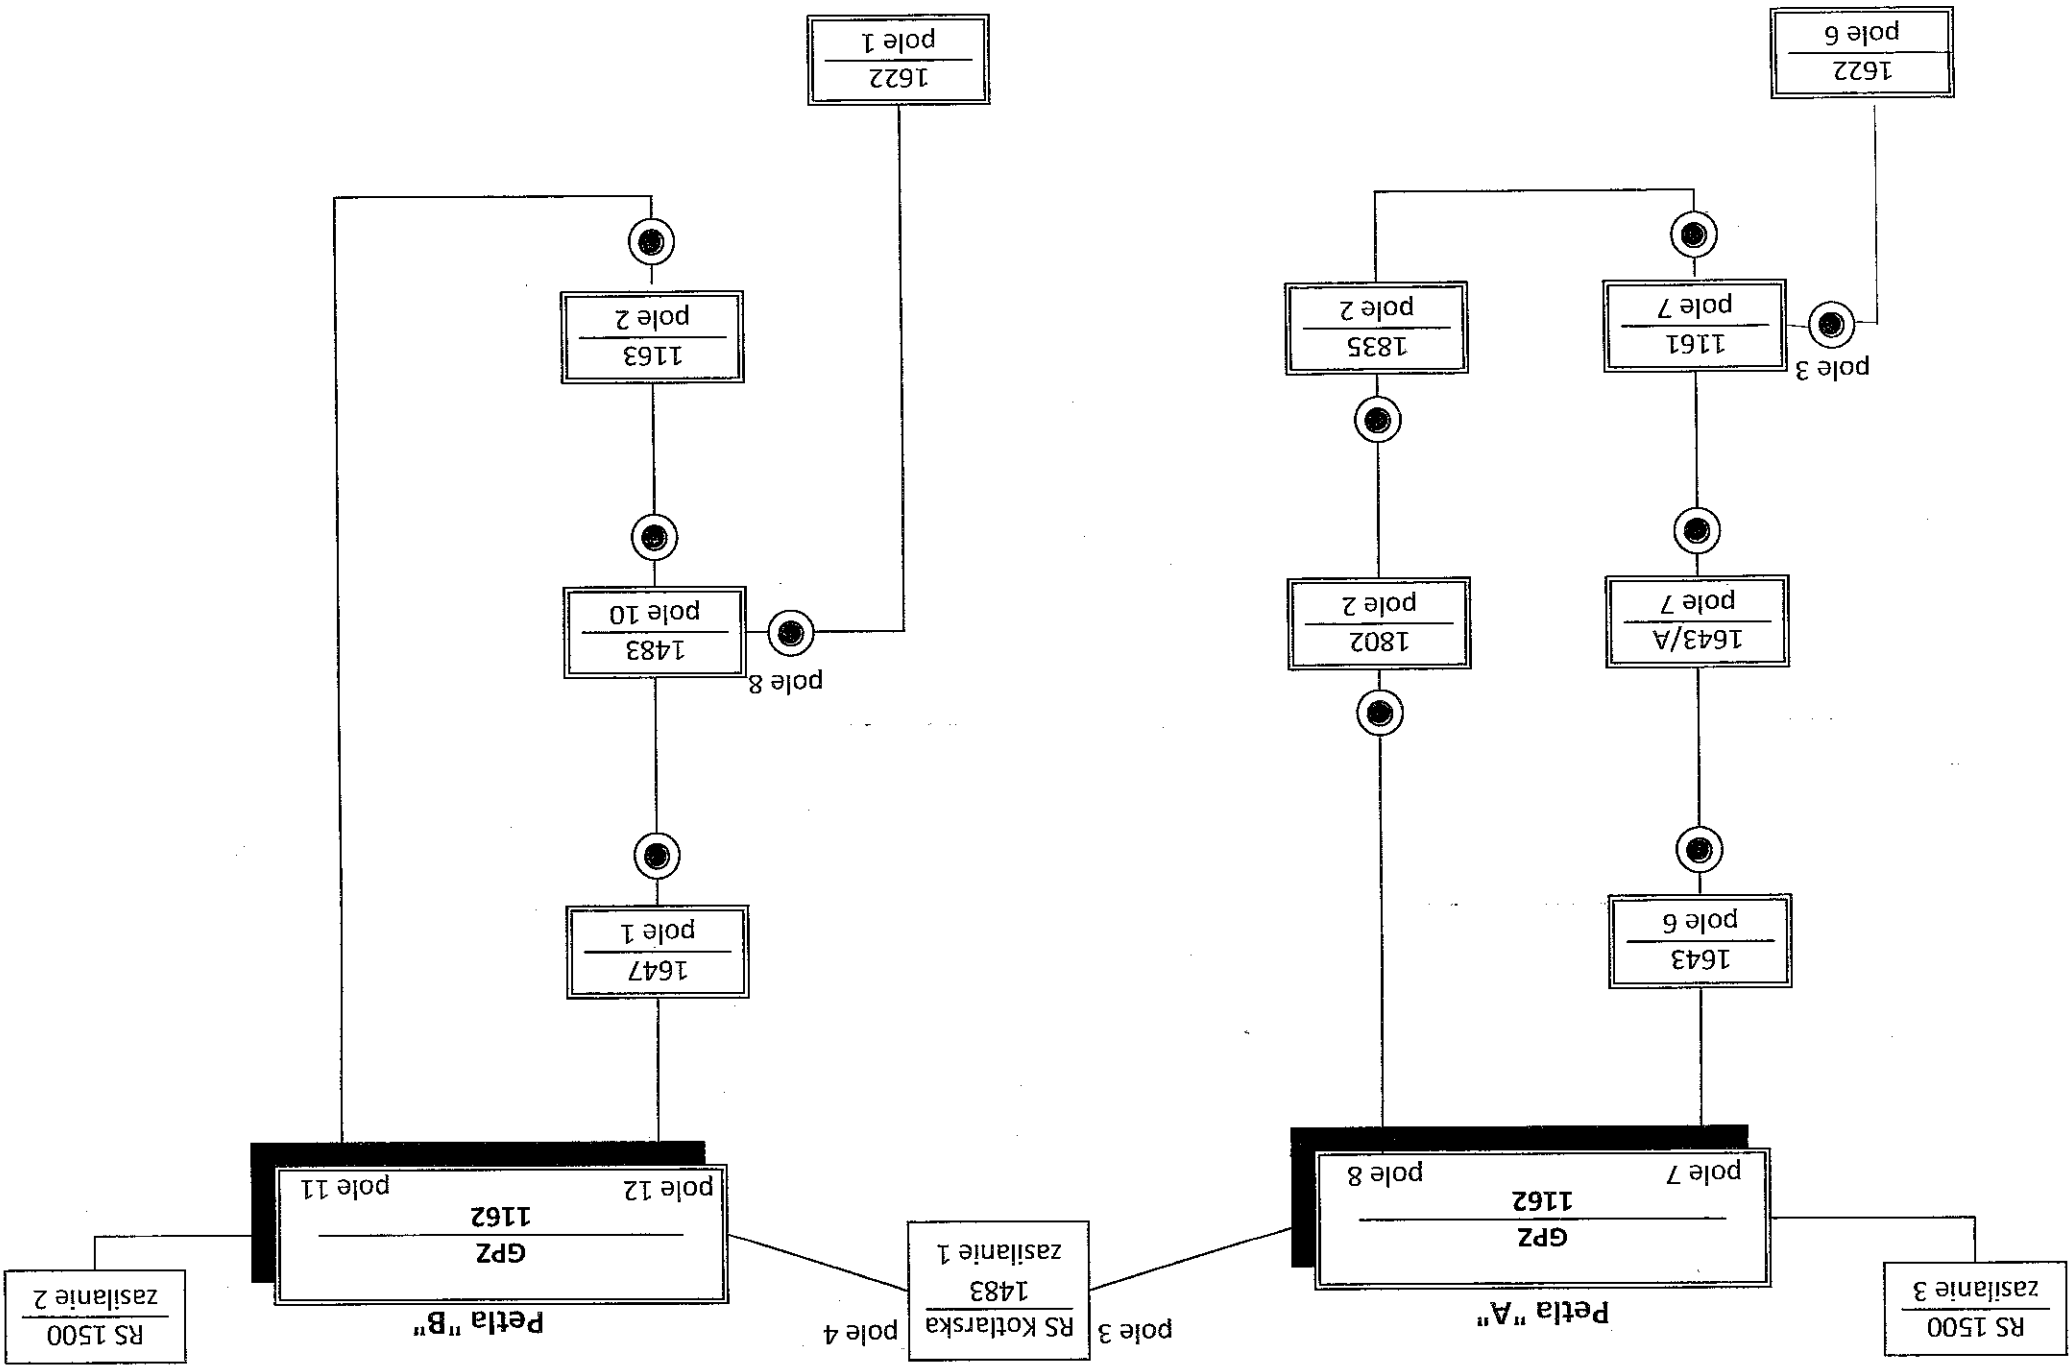 RS 1500
zasilanie 3
Petla "A"
GPZ
1162
pole 7
pole 8
pole 3
RS Kotlarska
1483
zasilanie 1
pole 4
Petla "B"
GPZ
1162
pole 12
pole 11
RS 1500
zasilanie 2
1643
pole 6
1643/A
pole 7
1161
pole 7
pole 3
1622
pole 6
1802
pole 2
1835
pole 2
1647
pole 1
pole 8
1483
pole 10
1163
pole 2
1622
pole 1